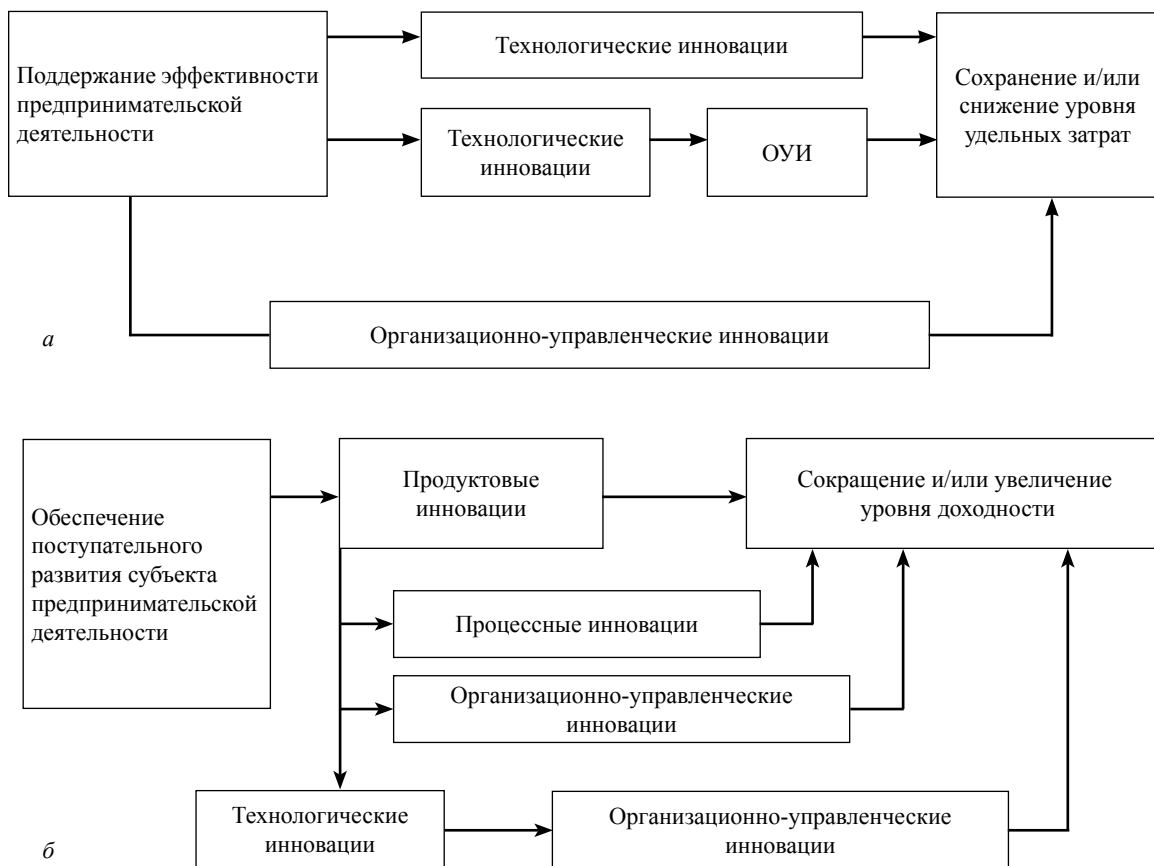 Поддержание эффективности
предпринимательской
деятельности
Технологические инновации
Технологические
инновации
ОУИ
Сохранение и/или
снижение уровня
удельных затрат
Организационно-управленческие инновации
а
Обеспечение
поступательного
развития субъекта
предпринимательской
деятельности
Продуктовые
инновации
Сокращение и/или увеличение
уровня доходности
Процессные инновации
Организационно-управленческие
инновации
Технологические
инновации
Организационно-управленческие
инновации
б